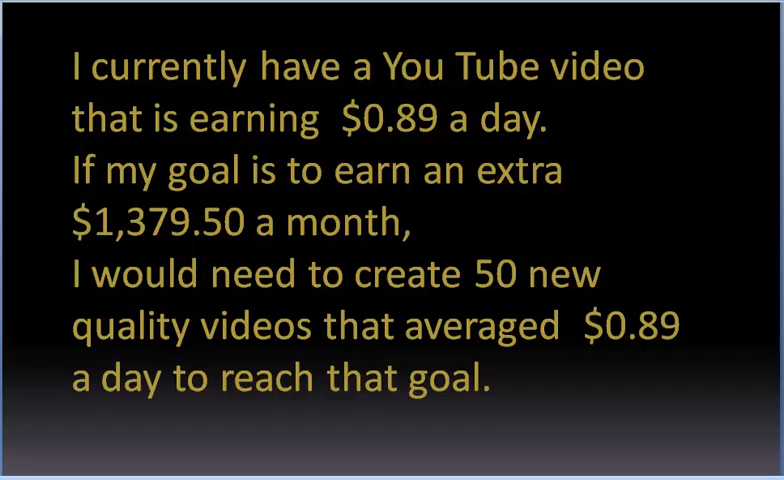 I currently have a You Tube video
that is earning  $0.89 a day.
If my goal is to earn an extra
$1,379.50 a month,
I would need to create 50 new
quality videos that averaged  $0.89
a day to reach that goal.